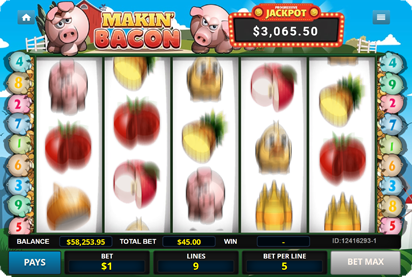 MAKIN'
BACON
PROGRESSIVE
JACKPOT
$3,065.50
4
8
2
7
1
6
3
9
5
4
8
2
7
1
6
3
9
5
BALANCE $58,253.95 TOTAL BET $45.00 WIN - ID:12416293-1
PAYS
BET
$1
LINES
9
BET PER LINE
5
BET MAX